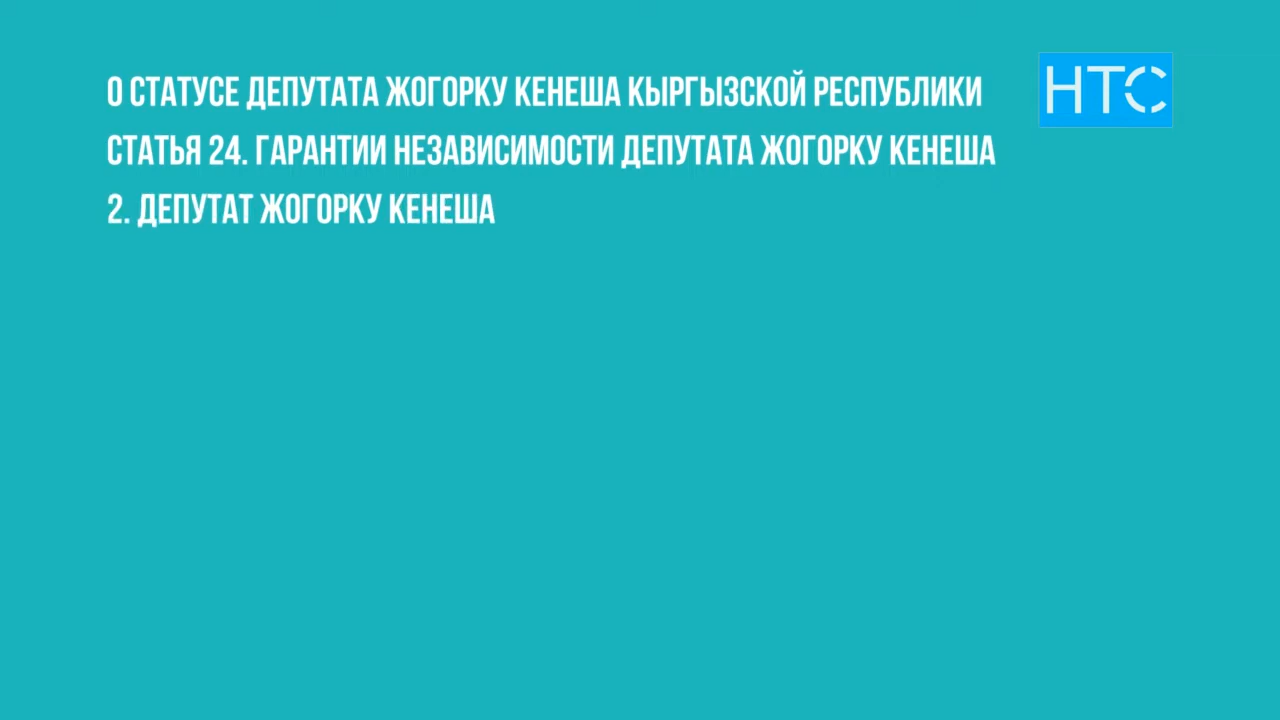 О СТАТУСЕ ДЕПУТАТА ЖОГОРКУ КЕНЕША КЫРГЫЗСКОЙ РЕСПУБЛИКИ
НТС
СТАТЬЯ 24. ГАРАНТИИ НЕЗАВИСИМОСТИ ДЕПУТАТА ЖОГОРКУ КЕНЕША
2. ДЕПУТАТ ЖОГОРКУ КЕНЕША